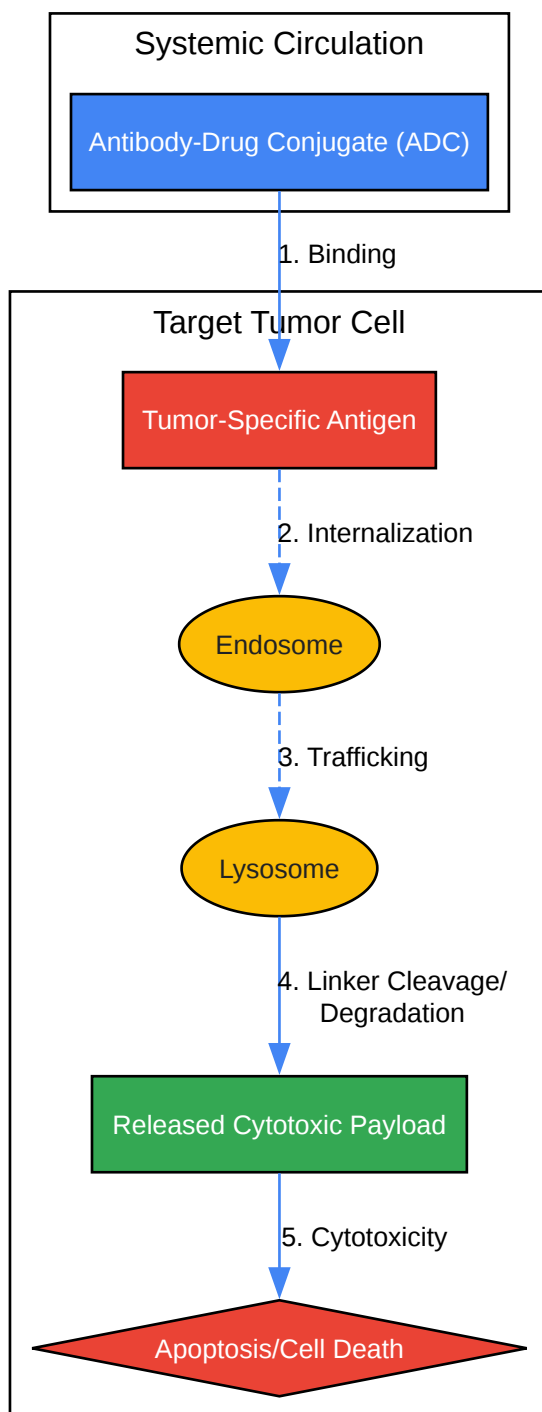 Systemic Circulation
Antibody-Drug Conjugate (ADC)
1. Binding
Target Tumor Cell
Tumor-Specific Antigen
2. Internalization
Endosome
3. Trafficking
Lysosome
4. Linker Cleavage/
Degradation
Released Cytotoxic Payload
5. Cytotoxicity
Apoptosis/Cell Death